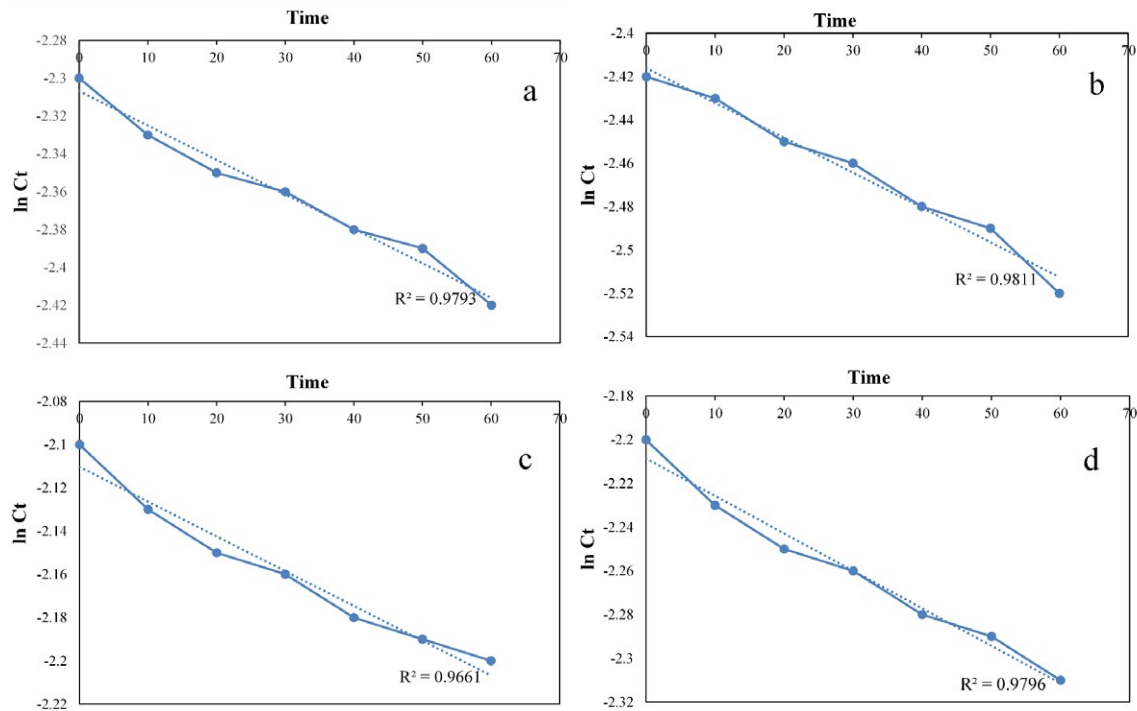 Time
-2.28
0 10 20 30 40 50 60 70
-2.3
-2.32
-2.34
-2.36
-2.38
-2.4
-2.42
-2.44
ln Ct
a
R² = 0.9793
Time
-2.4
0 10 20 30 40 50 60 70
-2.42
-2.44
-2.46
-2.48
-2.5
-2.52
-2.54
ln Ct
b
R² = 0.9811
Time
-2.08
0 10 20 30 40 50 60 70
-2.1
-2.12
-2.14
-2.16
-2.18
-2.2
-2.22
ln Ct
c
R² = 0.9661
Time
-2.18
0 10 20 30 40 50 60 70
-2.2
-2.22
-2.24
-2.26
-2.28
-2.3
-2.32
ln Ct
d
R² = 0.9796